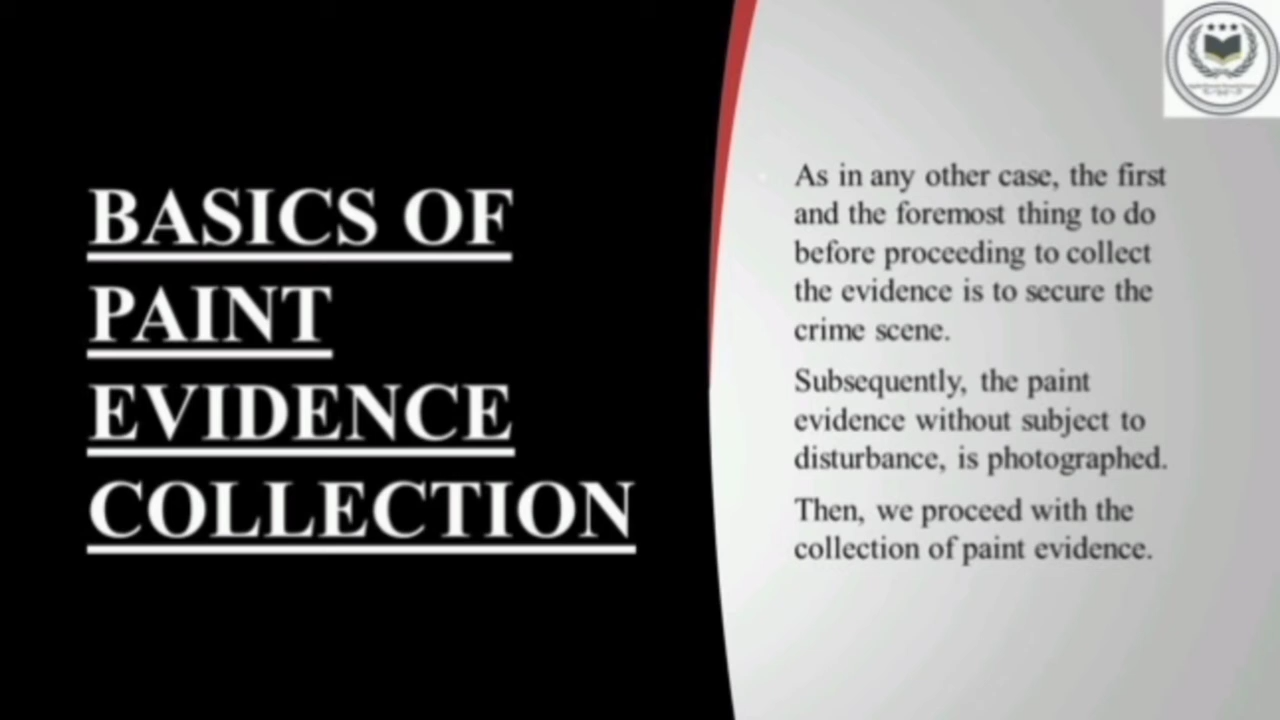 BASICS OF
PAINT
EVIDENCE
COLLECTION
As in any other case, the first
and the foremost thing to do
before proceeding to collect
the evidence is to secure the
crime scene.
Subsequently, the paint
evidence without subject to
disturbance, is photographed.
Then, we proceed with the
collection of paint evidence.